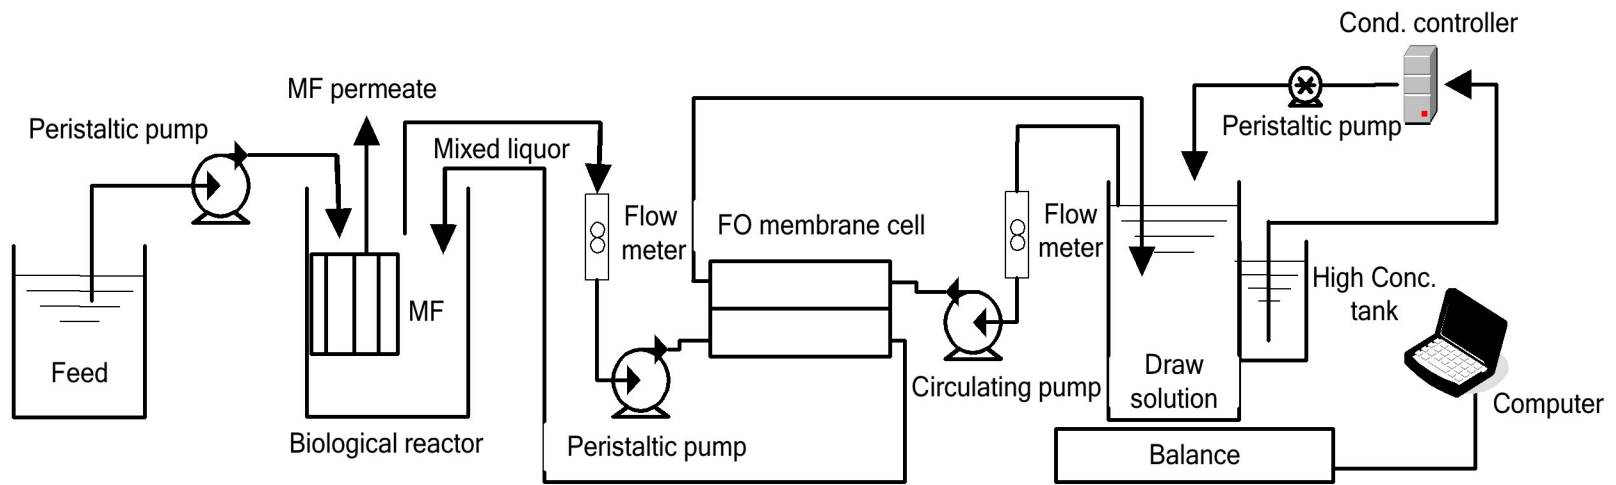 Cond. controller
MF permeate
Peristaltic pump
Peristaltic pump
Mixed liquor
Flow
meter
FO membrane cell
Flow
meter
High Conc.
tank
MF
Feed
Draw
solution
Circulating pump
Computer
Biological reactor
Peristaltic pump
Balance